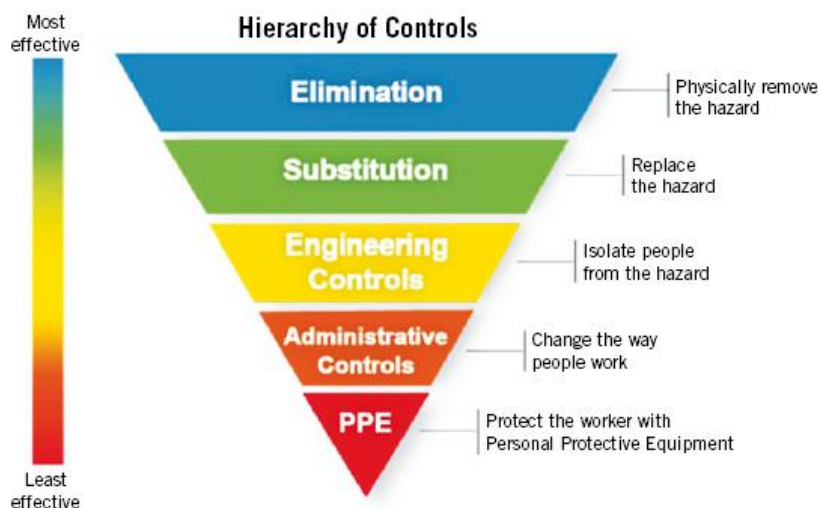 Most
effective
Hierarchy of Controls
Elimination
Physically remove
the hazard
Substitution
Replace
the hazard
Engineering
Controls
Isolate people
from the hazard
Administrative
Controls
Change the way
people work
PPE
Protect the worker with
Personal Protective Equipment
Least
effective